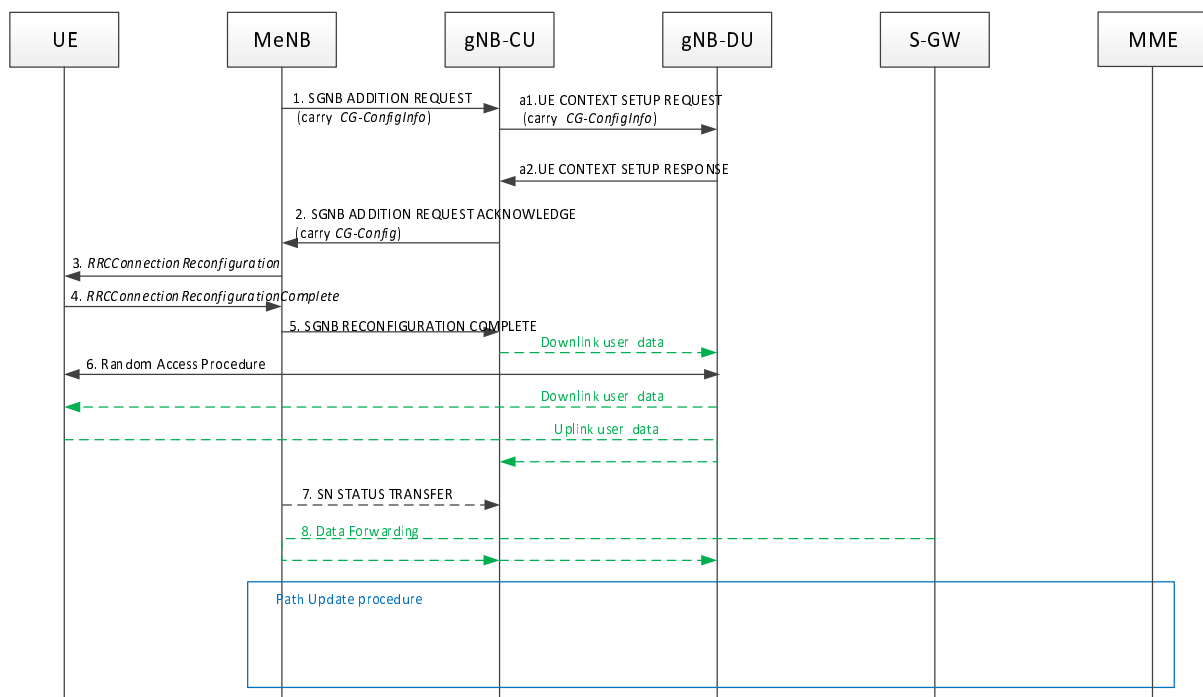 UE
MeNB
gNB-CU
gNB-DU
S-GW
MME
1. SGNB ADDITION REQUEST
(carry CG-ConfigInfo)
a1.UE CONTEXT SETUP REQUEST
(carry CG-ConfigInfo)
a2.UE CONTEXT SETUP RESPONSE
2. SGNB ADDITION REQUEST ACKNOWLEDGE
(carry CG-Config)
3. RRCConnectionReconfiguration
4. RRCConnectionReconfigurationComplete
5. SGNB RECONFIGURATION COMPLETE
Downlink user data
6. Random Access Procedure
Downlink user data
Uplink user data
7. SN STATUS TRANSFER
8. Data Forwarding
Path Update procedure